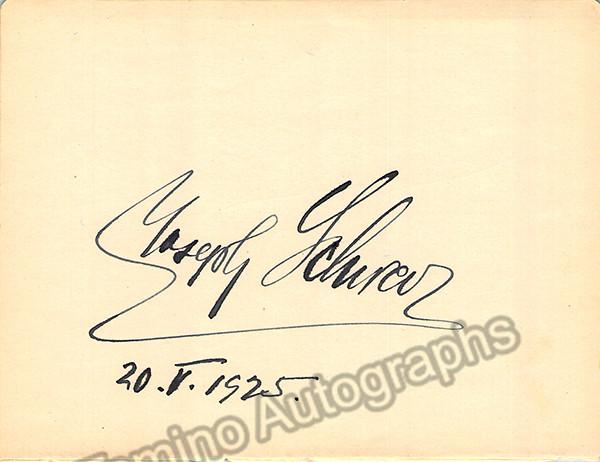 Joseph Schwarz
20. V. 1925.
Tamino Autographs